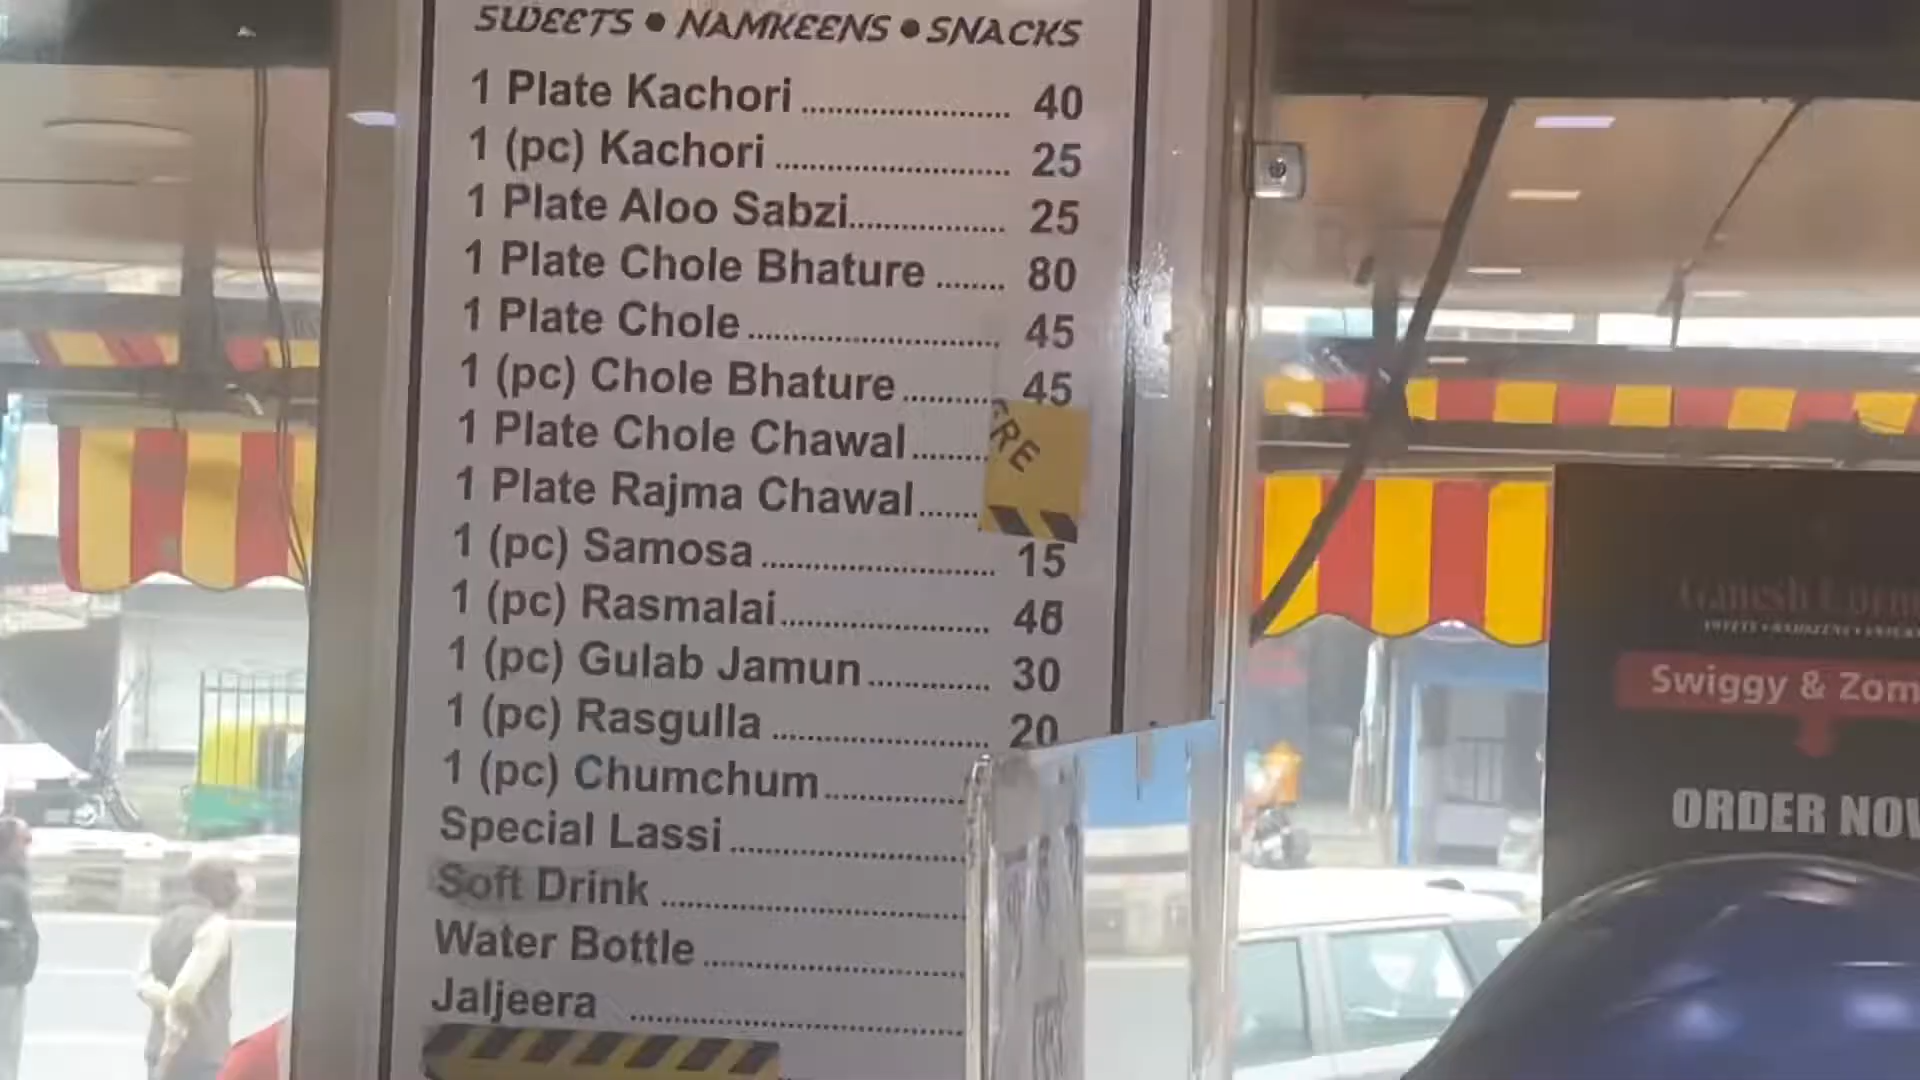 SWEETS • NAMKEENS • SNACKS
1 Plate Kachori ...................... 40
1 (pc) Kachori ......................... 25
1 Plate Aloo Sabzi................. 25
1 Plate Chole Bhature ........ 80
1 Plate Chole ........................... 45
1 (pc) Chole Bhature .......... 45
1 Plate Chole Chawal........
RE
1 Plate Rajma Chawal......
1 (pc) Samosa ......................... 15
1 (pc) Rasmalai......................
1 (pc) Gulab Jamun ............. 30
1 (pc) Rasgulla ....................... 20
1 (pc) Chumchum ...............
Special Lassi .........................
Soft Drink ................................
Water Bottle ...........................
Jaljeera ...................................
Swiggy & Zom
ORDER NOW